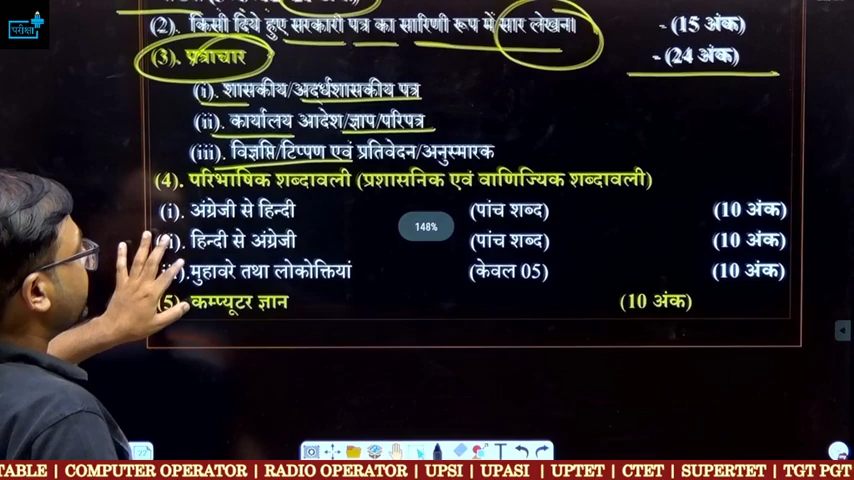 परीक्षा
(2). किसी दिये हुए सरकारी पत्र का सारिणी रूप में सार लेखन। - (15 अंक)
(3). पत्राचार - (24 अंक)
(i). शासकीय/अदर्धशासकीय पत्र
(ii). कार्यालय आदेश/ज्ञाप/परिपत्र
(iii). विज्ञप्ति/टिप्पण एवं प्रतिवेदन/अनुस्मारक
(4). परिभाषिक शब्दावली (प्रशासनिक एवं वाणिज्यिक शब्दावली)
(i). अंग्रेजी से हिन्दी (पांच शब्द) (10 अंक)
148%
हिन्दी से अंग्रेजी (पांच शब्द) (10 अंक)
मुहावरे तथा लोकोक्तियां (केवल 05) (10 अंक)
(5). कम्प्यूटर ज्ञान (10 अंक)
TABLE | COMPUTER OPERATOR | RADIO OPERATOR | UPSI | UPASI | UPTET | CTET | SUPERTET | TGT PGT